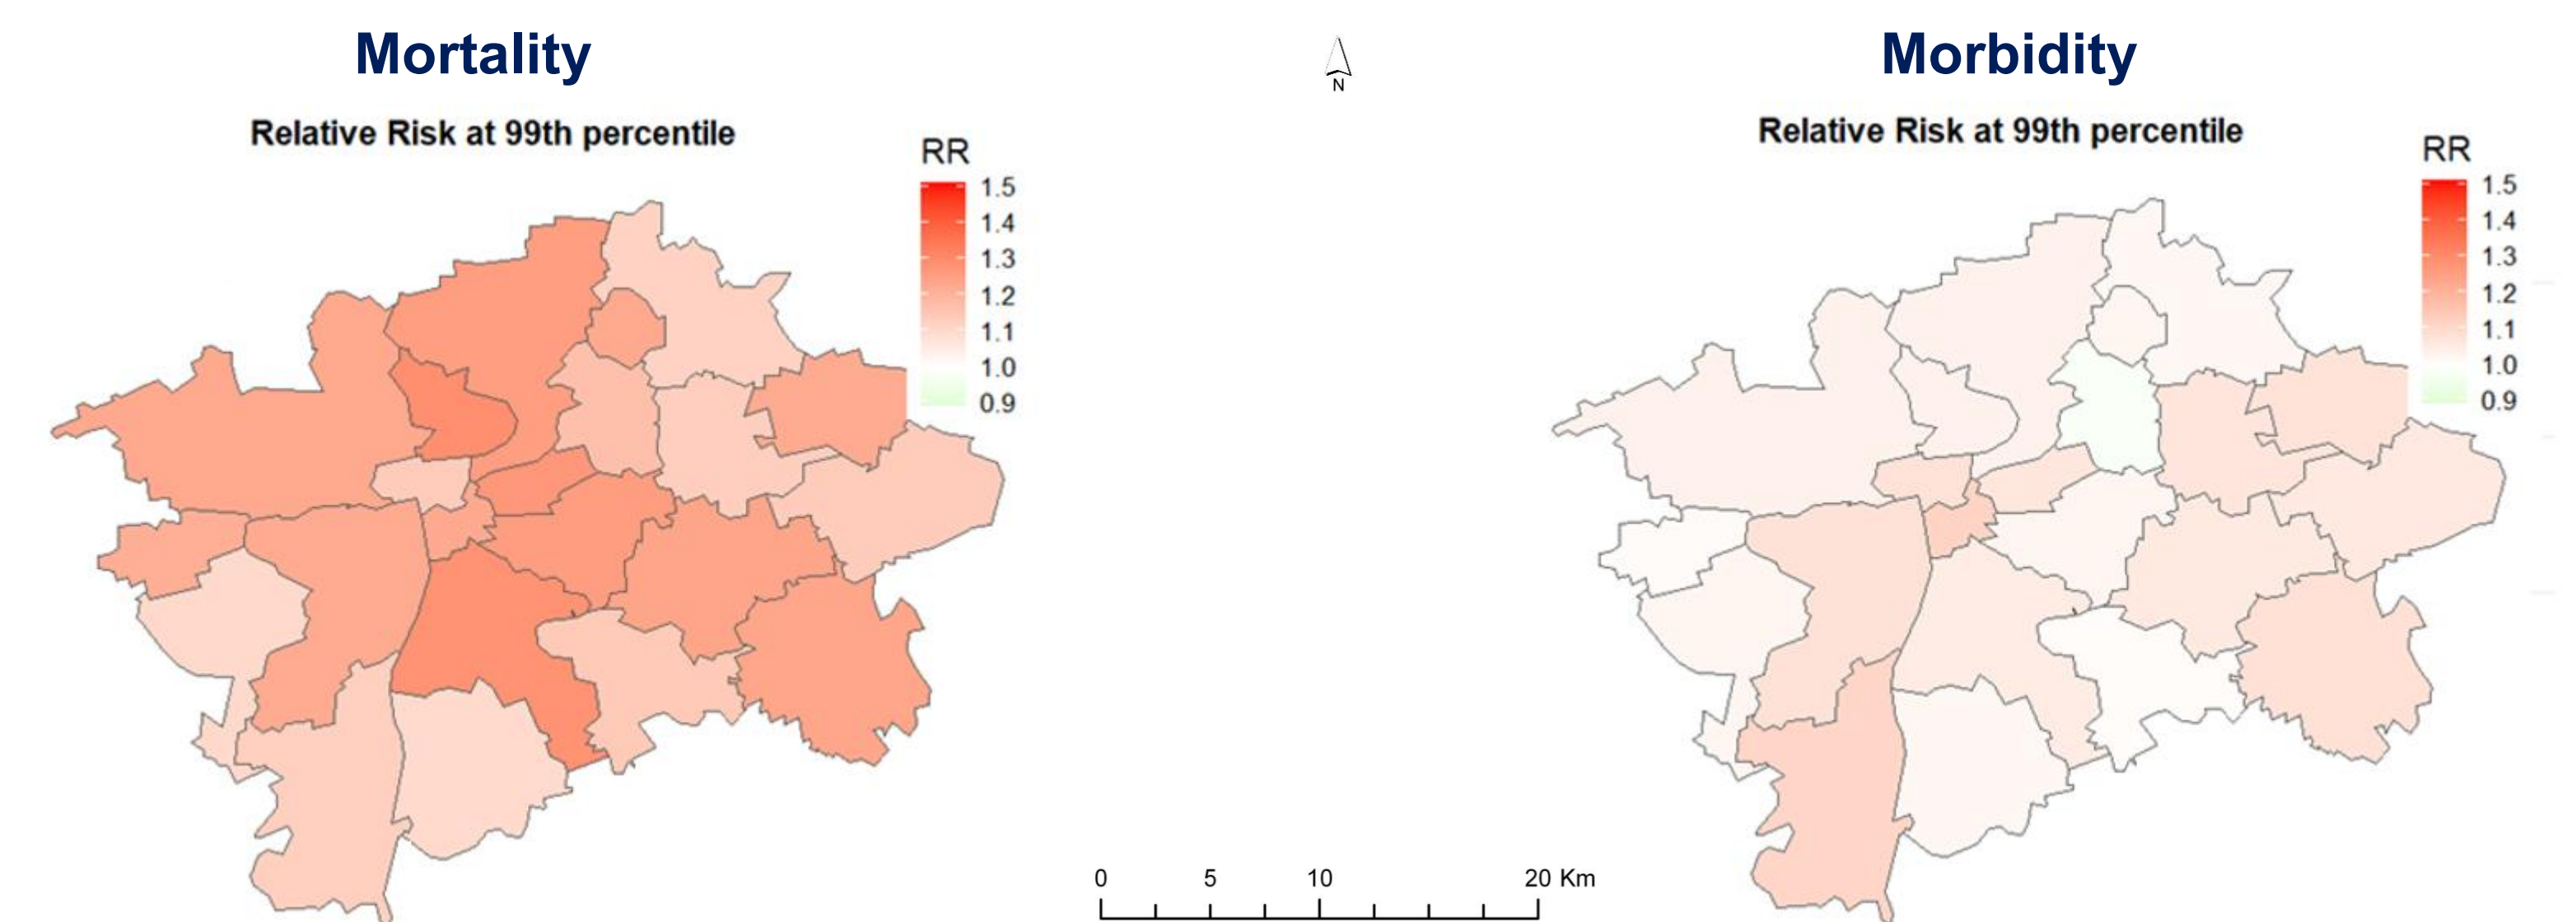 Mortality
Relative Risk at 99th percentile
RR
1.5
1.4
1.3
1.2
1.1
1.0
0.9
N
0 5 10 20 Km
Morbidity
Relative Risk at 99th percentile
RR
1.5
1.4
1.3
1.2
1.1
1.0
0.9